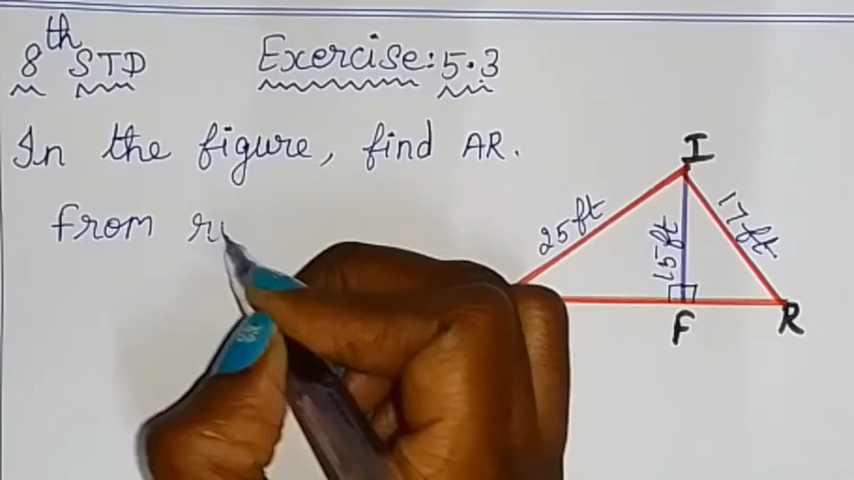 8th STD Exercise: 5.3
In the figure, find AR.
from
I
25ft
15ft
17ft
F
R